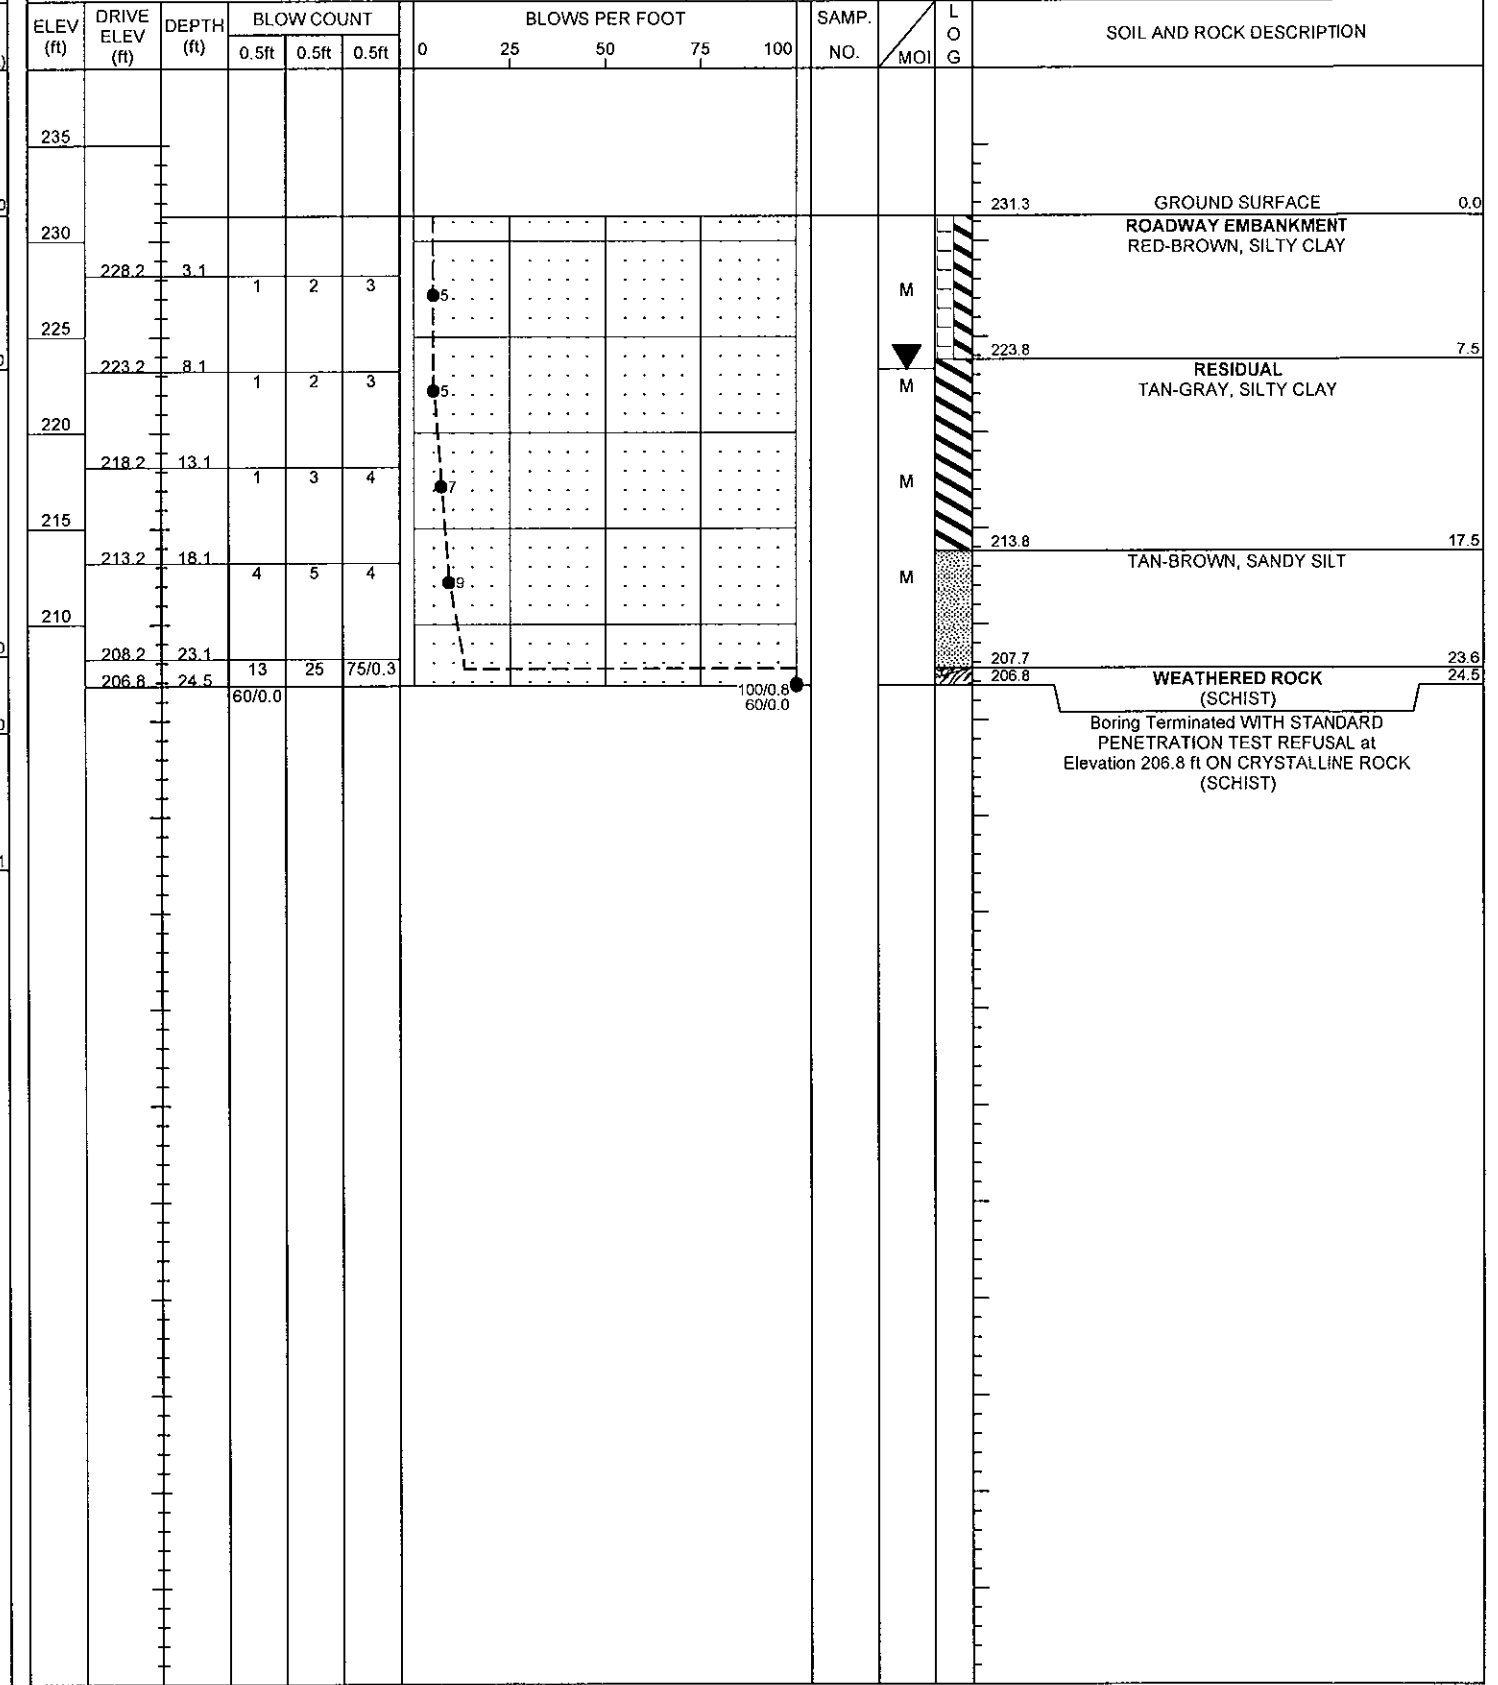 ELEV (ft) DRIVE ELEV (ft) DEPTH (ft) BLOW COUNT BLOWS PER FOOT SAMP. NO. MOI LOG SOIL AND ROCK DESCRIPTION
0.5ft 0.5ft 0.5ft 0 25 50 75 100
235
231.3 GROUND SURFACE 0.0
ROADWAY EMBANKMENT
230
RED-BROWN, SILTY CLAY
228.2 3.1
1 2 3 5 M
225
223.8 7.5
223.2 8.1 RESIDUAL
1 2 3 5 M TAN-GRAY, SILTY CLAY
220
218.2 13.1
1 3 4 7 M
215
213.8 17.5
213.2 18.1 TAN-BROWN, SANDY SILT
4 5 4 9 M
210
208.2 23.1 207.7 23.6
13 25 75/0.3
206.8 24.5 206.8 WEATHERED ROCK 24.5
60/0.0 100/0.8 (SCHIST)
60/0.0
Boring Terminated WITH STANDARD
PENETRATION TEST REFUSAL at
Elevation 206.8 ft ON CRYSTALLINE ROCK
(SCHIST)